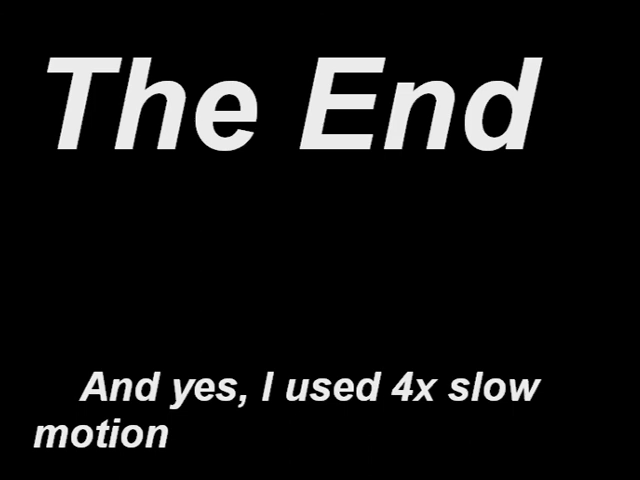 The End
And yes, I used 4x slow
motion